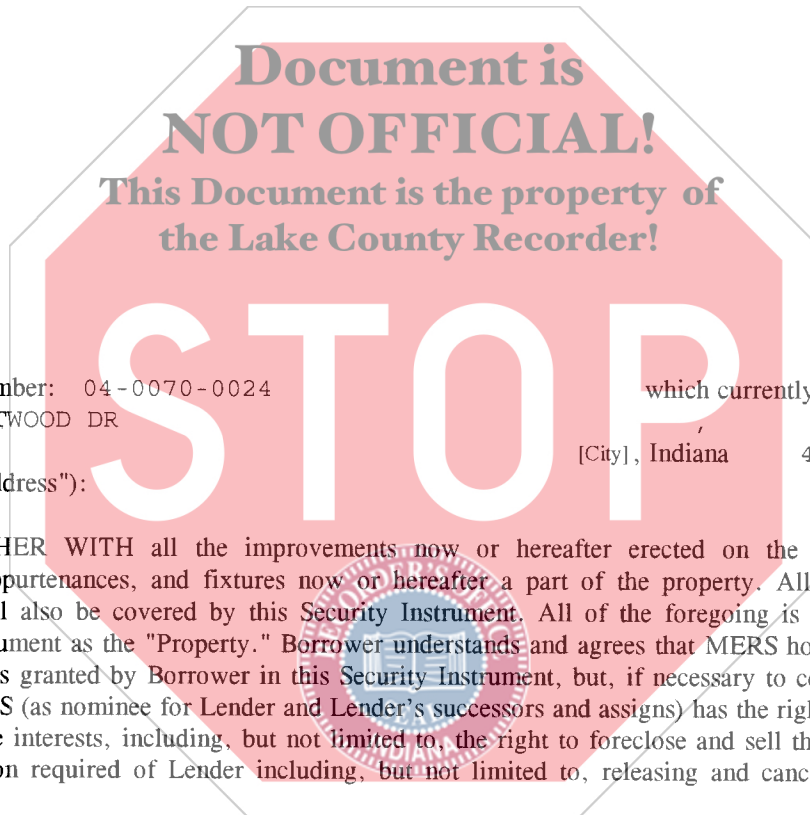 Document is
NOT OFFICIAL!
This Document is the property of
the Lake County Recorder!
STOP
mber: 04-0070-0024 which currently
TWOOD DR ,
[City], Indiana 4
ldress"):
HER WITH all the improvements now or hereafter erected on the
ppurtenances, and fixtures now or hereafter a part of the property. All
l also be covered by this Security Instrument. All of the foregoing is
ument as the "Property." Borrower understands and agrees that MERS ho
s granted by Borrower in this Security Instrument, but, if necessary to c
S (as nominee for Lender and Lender's successors and assigns) has the righ
e interests, including, but not limited to, the right to foreclose and sell th
on required of Lender including, but not limited to, releasing and canc
RECORDER'S OFFICE
SEAL
INDIANA